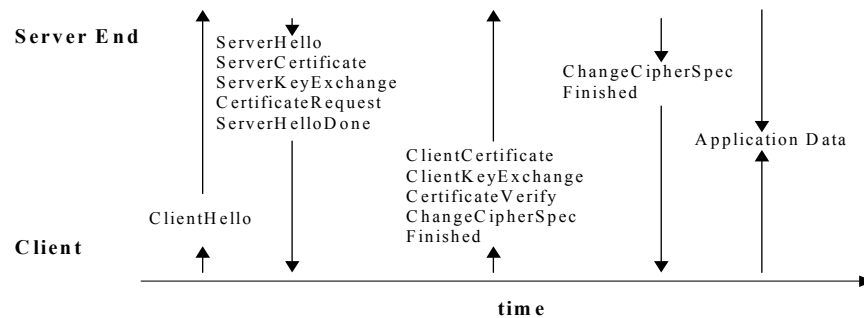 Server End
ServerHello
ServerCertificate
ServerKeyExchange
CertificateRequest
ServerHelloDone
ChangeCipherSpec
Finished
Application Data
ClientCertificate
ClientKeyExchange
CertificateVerify
ChangeCipherSpec
Finished
ClientHello
Client
time